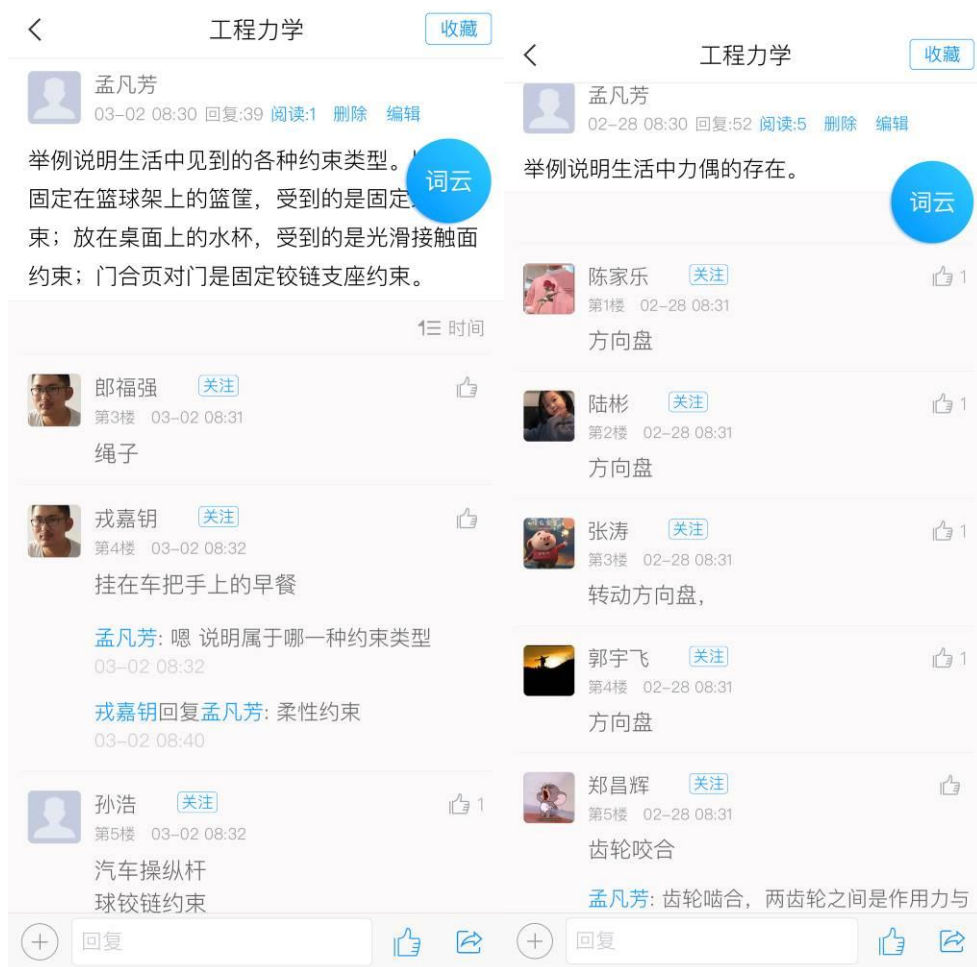 工程力学
收藏
孟凡芳
03-02 08:30 回复:39 阅读:1 删除 编辑
举例说明生活中见到的各种约束类型。
固定在篮球架上的篮筐，受到的是固定
束；放在桌面上的水杯，受到的是光滑接触面
约束；门合页对门是固定铰链支座约束。
词云
时间
郎福强 关注
第3楼 03-02 08:31
绳子
戎嘉钥 关注
第4楼 03-02 08:32
挂在车把手上的早餐
孟凡芳: 嗯 说明属于哪一种约束类型
03-02 08:32
戎嘉钥回复孟凡芳: 柔性约束
03-02 08:40
孙浩 关注
1
第5楼 03-02 08:32
汽车操纵杆
球铰链约束
回复
工程力学
收藏
孟凡芳
02-28 08:30 回复:52 阅读:5 删除 编辑
举例说明生活中力偶的存在。
词云
陈家乐 关注
1
第1楼 02-28 08:31
方向盘
陆彬 关注
1
第2楼 02-28 08:31
方向盘
张涛 关注
1
第3楼 02-28 08:31
转动方向盘，
郭宇飞 关注
1
第4楼 02-28 08:31
方向盘
郑昌辉 关注
第5楼 02-28 08:31
齿轮咬合
孟凡芳: 齿轮啮合，两齿轮之间是作用力与
回复